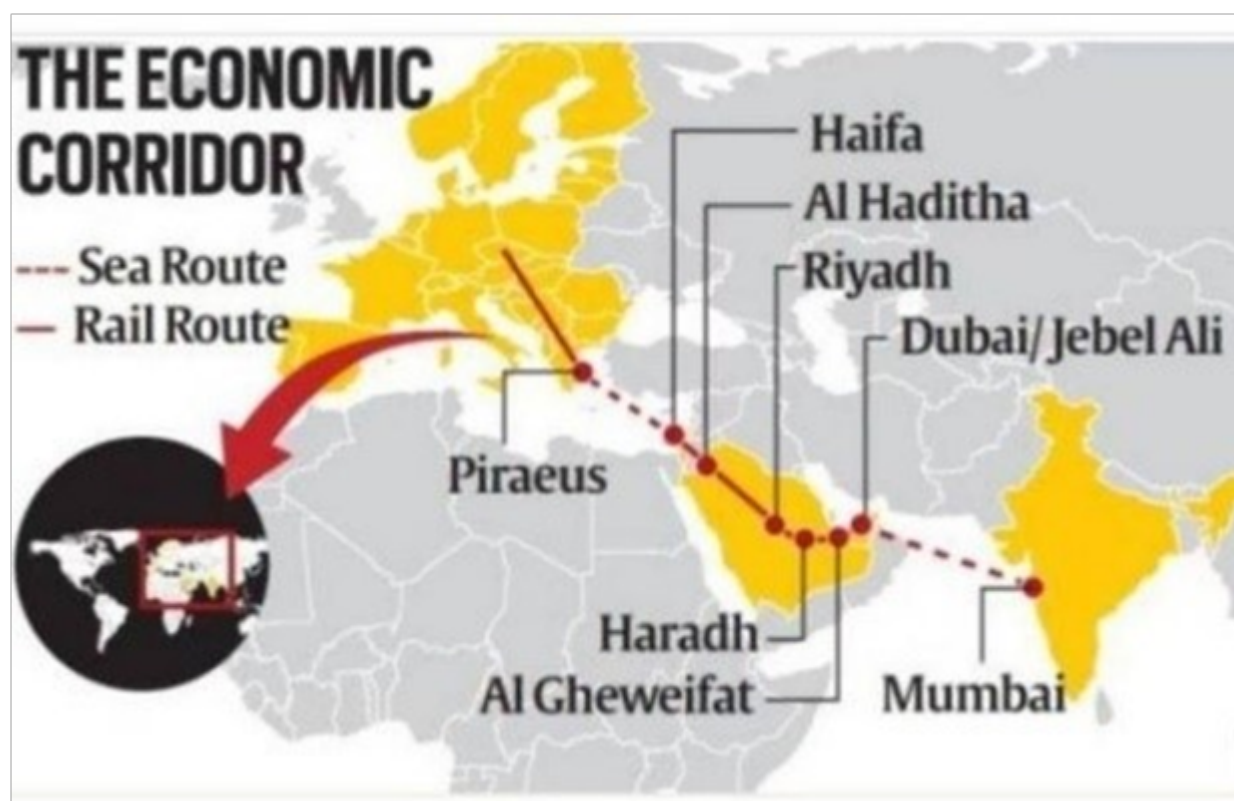 THE ECONOMIC
CORRIDOR
Sea Route
Rail Route
Haifa
Al Haditha
Riyadh
Dubai/Jebel Ali
Piraeus
Haradh
Al Gheweifat
Mumbai